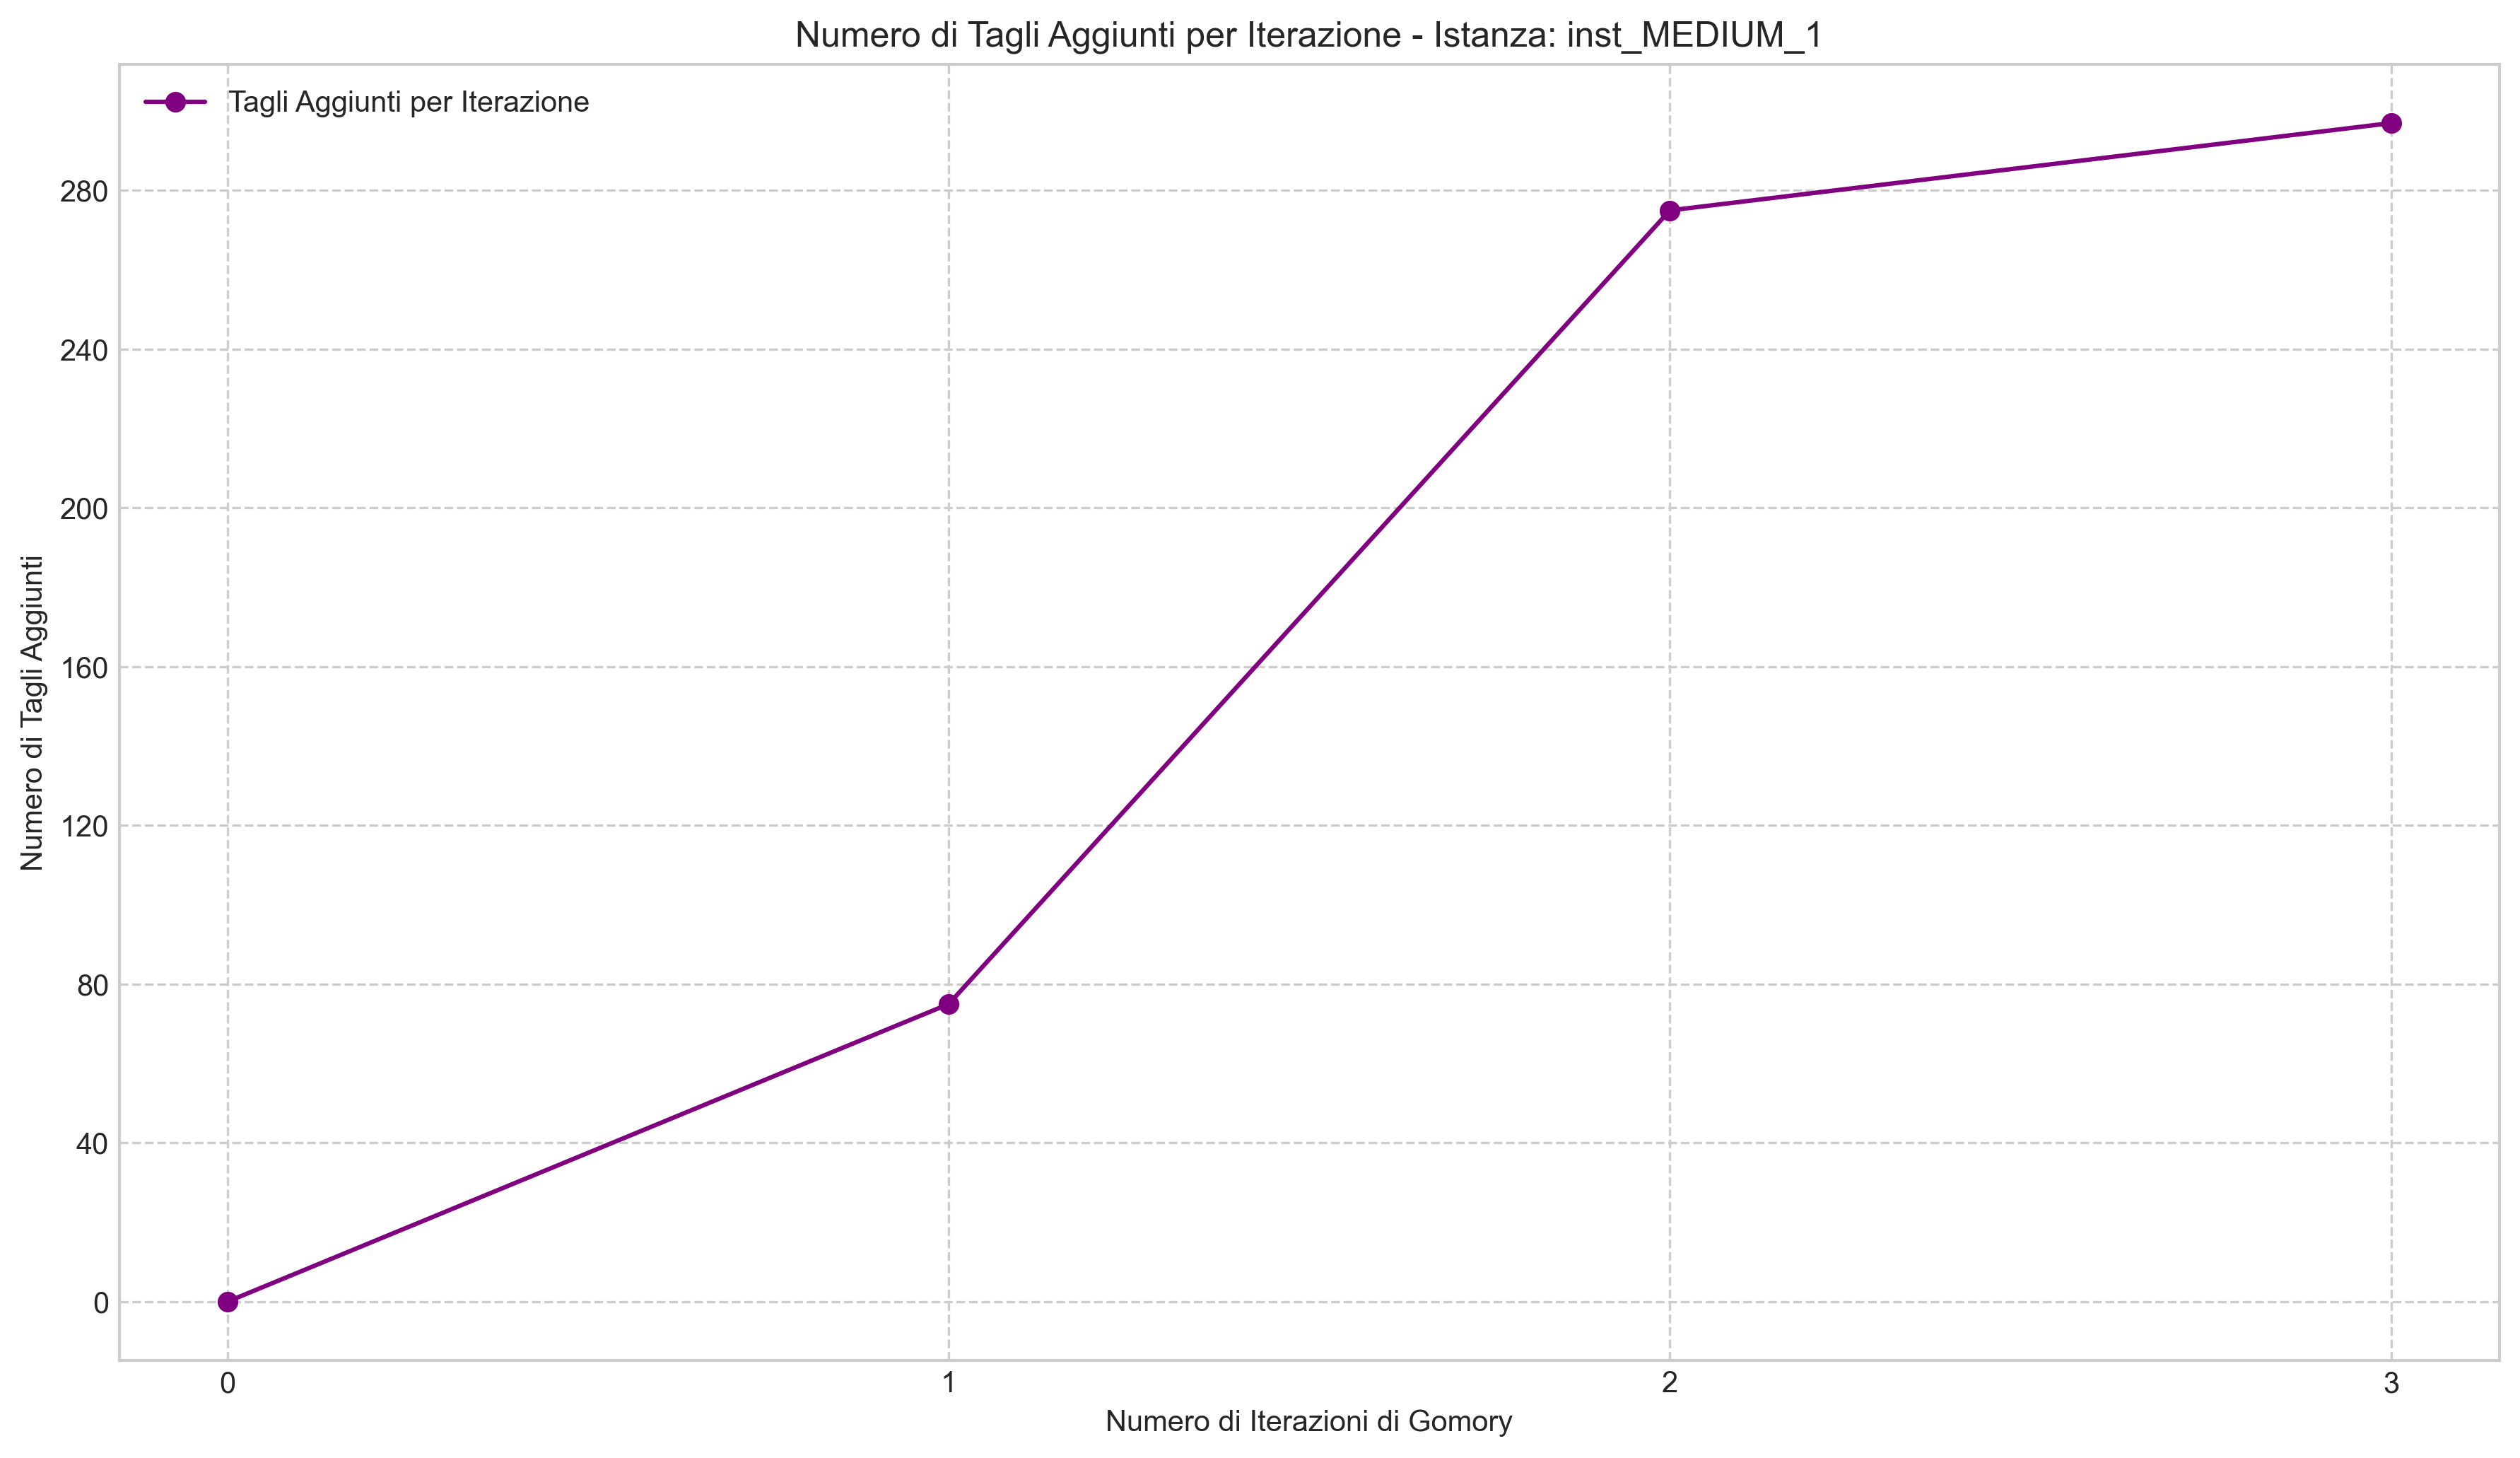 Numero di Tagli Aggiunti per Iterazione - Istanza: inst_MEDIUM_1
Tagli Aggiunti per Iterazione
280
240
200
160
120
80
40
0
Numero di Tagli Aggiunti
0 1 2 3
Numero di Iterazioni di Gomory